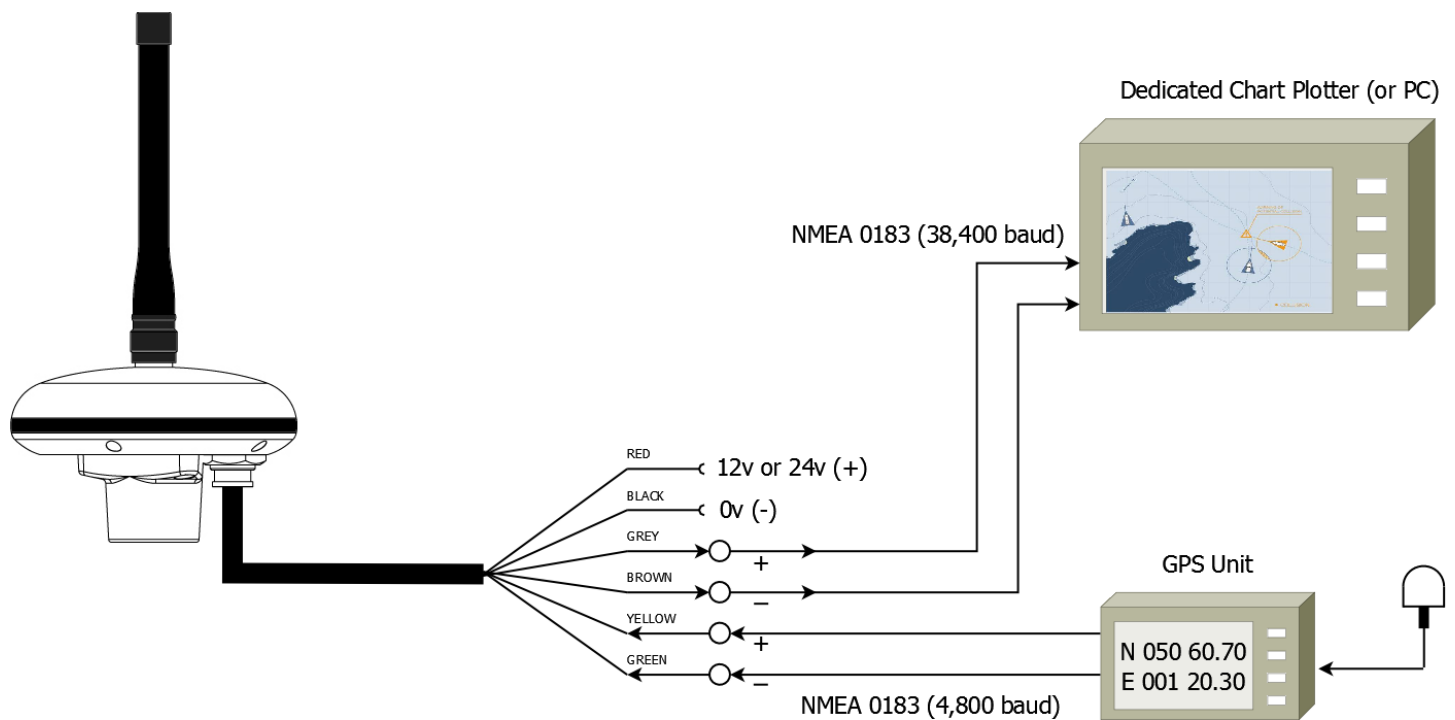 Dedicated Chart Plotter (or PC)
NMEA 0183 (38,400 baud)
RED
12v or 24v (+)
BLACK
0v (-)
GREY
+
BROWN
–
YELLOW
+
GREEN
–
GPS Unit
N 050 60.70
E 001 20.30
NMEA 0183 (4,800 baud)